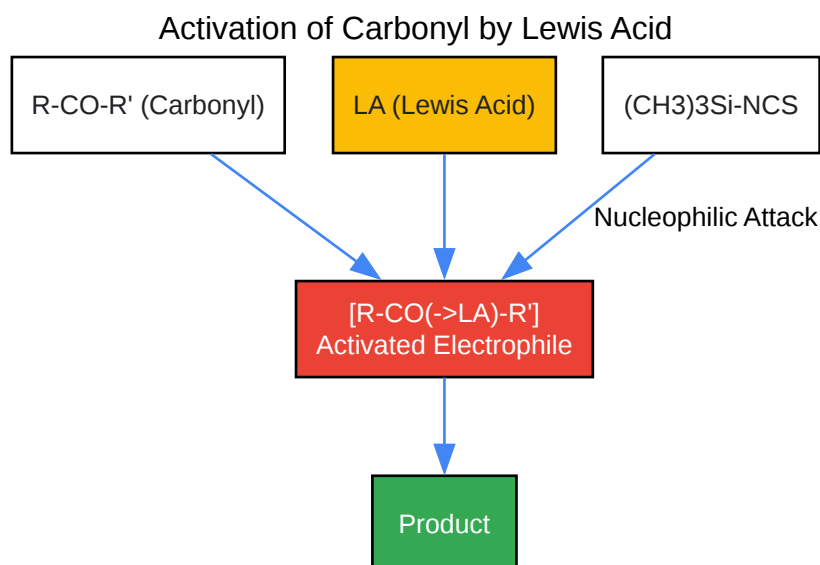 Activation of Carbonyl by Lewis Acid
R-CO-R' (Carbonyl)
LA (Lewis Acid)
(CH3)3Si-NCS
Nucleophilic Attack
[R-CO(->LA)-R']
Activated Electrophile
Product